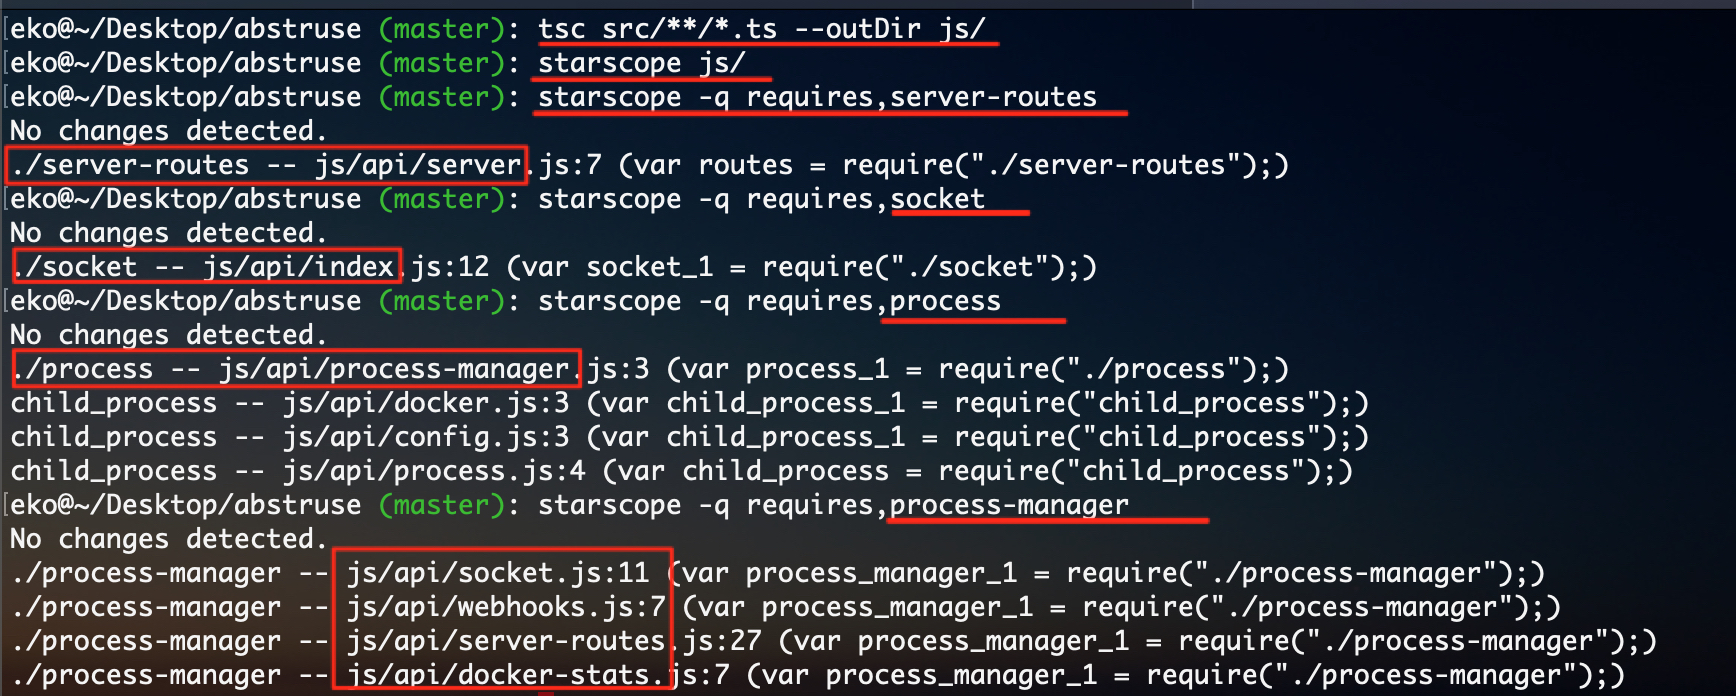 [eko@~/Desktop/abstruse (master): tsc src/**/*.ts --outDir js/
[eko@~/Desktop/abstruse (master): starscope js/
[eko@~/Desktop/abstruse (master): starscope -q requires,server-routes
No changes detected.
./server-routes -- js/api/server.js:7 (var routes = require("./server-routes");)
[eko@~/Desktop/abstruse (master): starscope -q requires,socket
No changes detected.
./socket -- js/api/index.js:12 (var socket_1 = require("./socket");)
[eko@~/Desktop/abstruse (master): starscope -q requires,process
No changes detected.
./process -- js/api/process-manager.js:3 (var process_1 = require("./process");)
child_process -- js/api/docker.js:3 (var child_process_1 = require("child_process");)
child_process -- js/api/config.js:3 (var child_process_1 = require("child_process");)
child_process -- js/api/process.js:4 (var child_process = require("child_process");)
[eko@~/Desktop/abstruse (master): starscope -q requires,process-manager
No changes detected.
./process-manager -- js/api/socket.js:11 (var process_manager_1 = require("./process-manager");)
./process-manager -- js/api/webhooks.js:7 (var process_manager_1 = require("./process-manager");)
./process-manager -- js/api/server-routes.js:27 (var process_manager_1 = require("./process-manager");)
./process-manager -- js/api/docker-stats.js:7 (var process_manager_1 = require("./process-manager");)